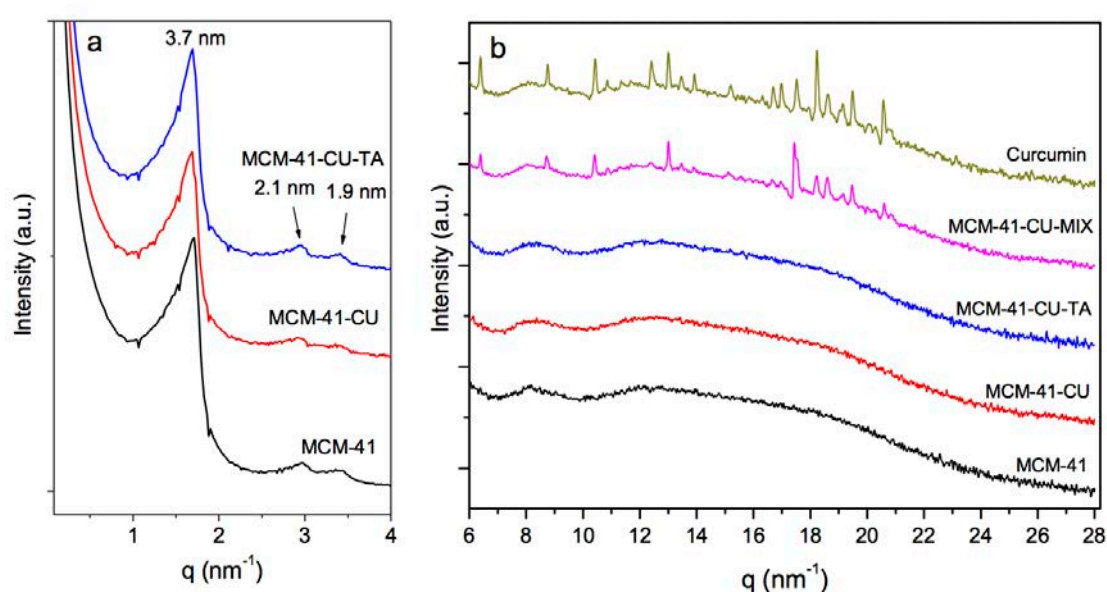 a
3.7 nm
MCM-41-CU-TA
2.1 nm
1.9 nm
MCM-41-CU
MCM-41
Intensity (a.u.)
1
2
3
4
q (nm⁻¹)
b
Curcumin
MCM-41-CU-MIX
MCM-41-CU-TA
MCM-41-CU
MCM-41
Intensity (a.u.)
6
8
10
12
14
16
18
20
22
24
26
28
q (nm⁻¹)